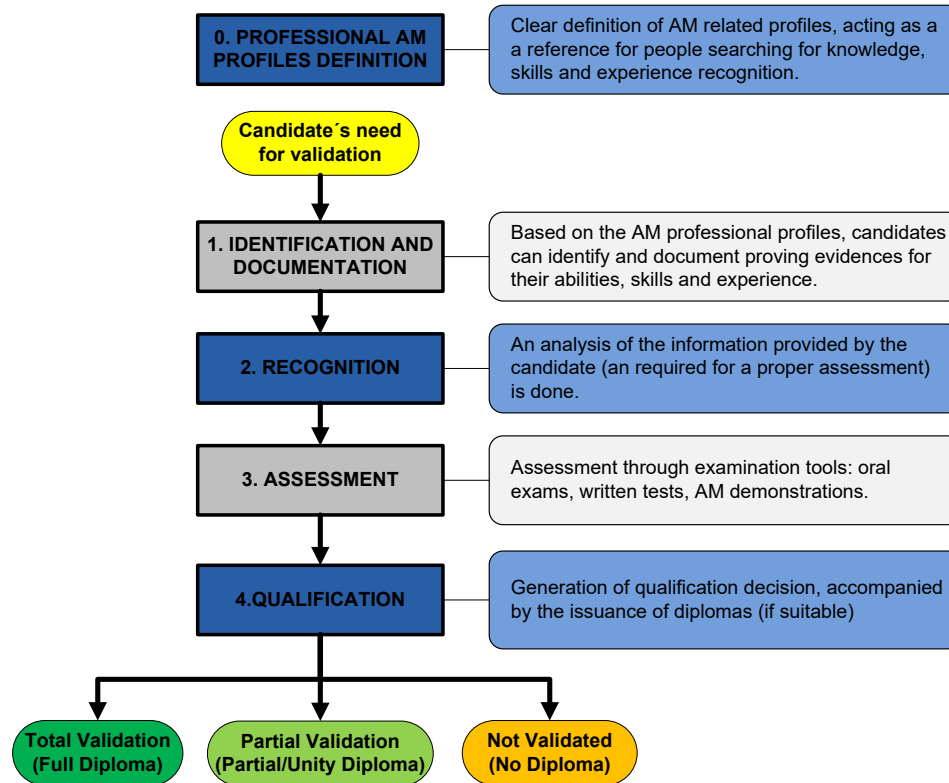 0. PROFESSIONAL AM
PROFILES DEFINITION
Clear definition of AM related profiles, acting as a
a reference for people searching for knowledge,
skills and experience recognition.
Candidate´s need
for validation
1. IDENTIFICATION AND
DOCUMENTATION
Based on the AM professional profiles, candidates
can identify and document proving evidences for
their abilities, skills and experience.
2. RECOGNITION
An analysis of the information provided by the
candidate (an required for a proper assessment)
is done.
3. ASSESSMENT
Assessment through examination tools: oral
exams, written tests, AM demonstrations.
4.QUALIFICATION
Generation of qualification decision, accompanied
by the issuance of diplomas (if suitable)
Total Validation
(Full Diploma)
Partial Validation
(Partial/Unity Diploma)
Not Validated
(No Diploma)